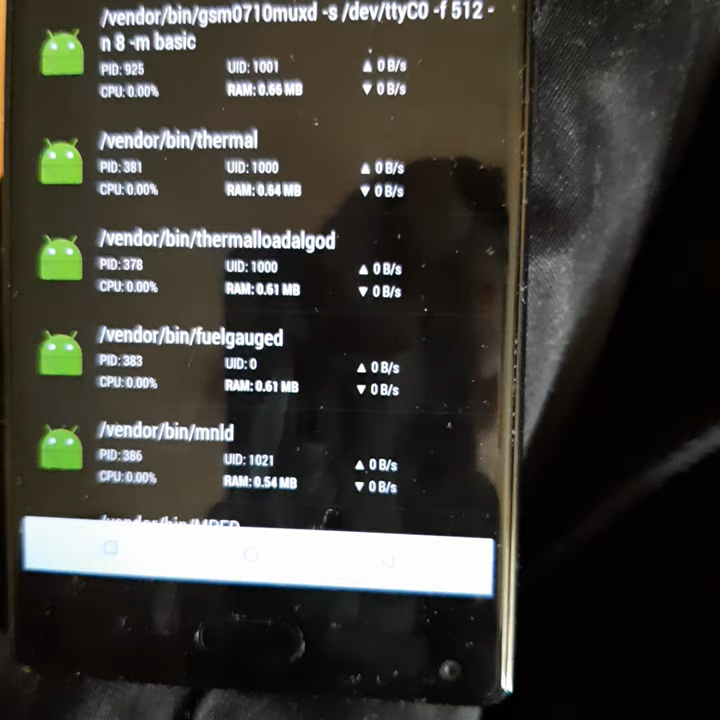 /vendor/bin/gsm0710muxd -s /dev/ttyC0 -f 512 -
n 8 -m basic
PID: 925 UID: 1001 ▲ 0 B/s
CPU: 0.00% RAM: 0.66 MB ▼ 0 B/s
/vendor/bin/thermal
PID: 381 UID: 1000 ▲ 0 B/s
CPU: 0.00% RAM: 0.64 MB ▼ 0 B/s
/vendor/bin/thermalloadalgod
PID: 378 UID: 1000 ▲ 0 B/s
CPU: 0.00% RAM: 0.61 MB ▼ 0 B/s
/vendor/bin/fuelgauged
PID: 383 UID: 0 ▲ 0 B/s
CPU: 0.00% RAM: 0.61 MB ▼ 0 B/s
/vendor/bin/mnld
PID: 386 UID: 1021 ▲ 0 B/s
CPU: 0.00% RAM: 0.54 MB ▼ 0 B/s